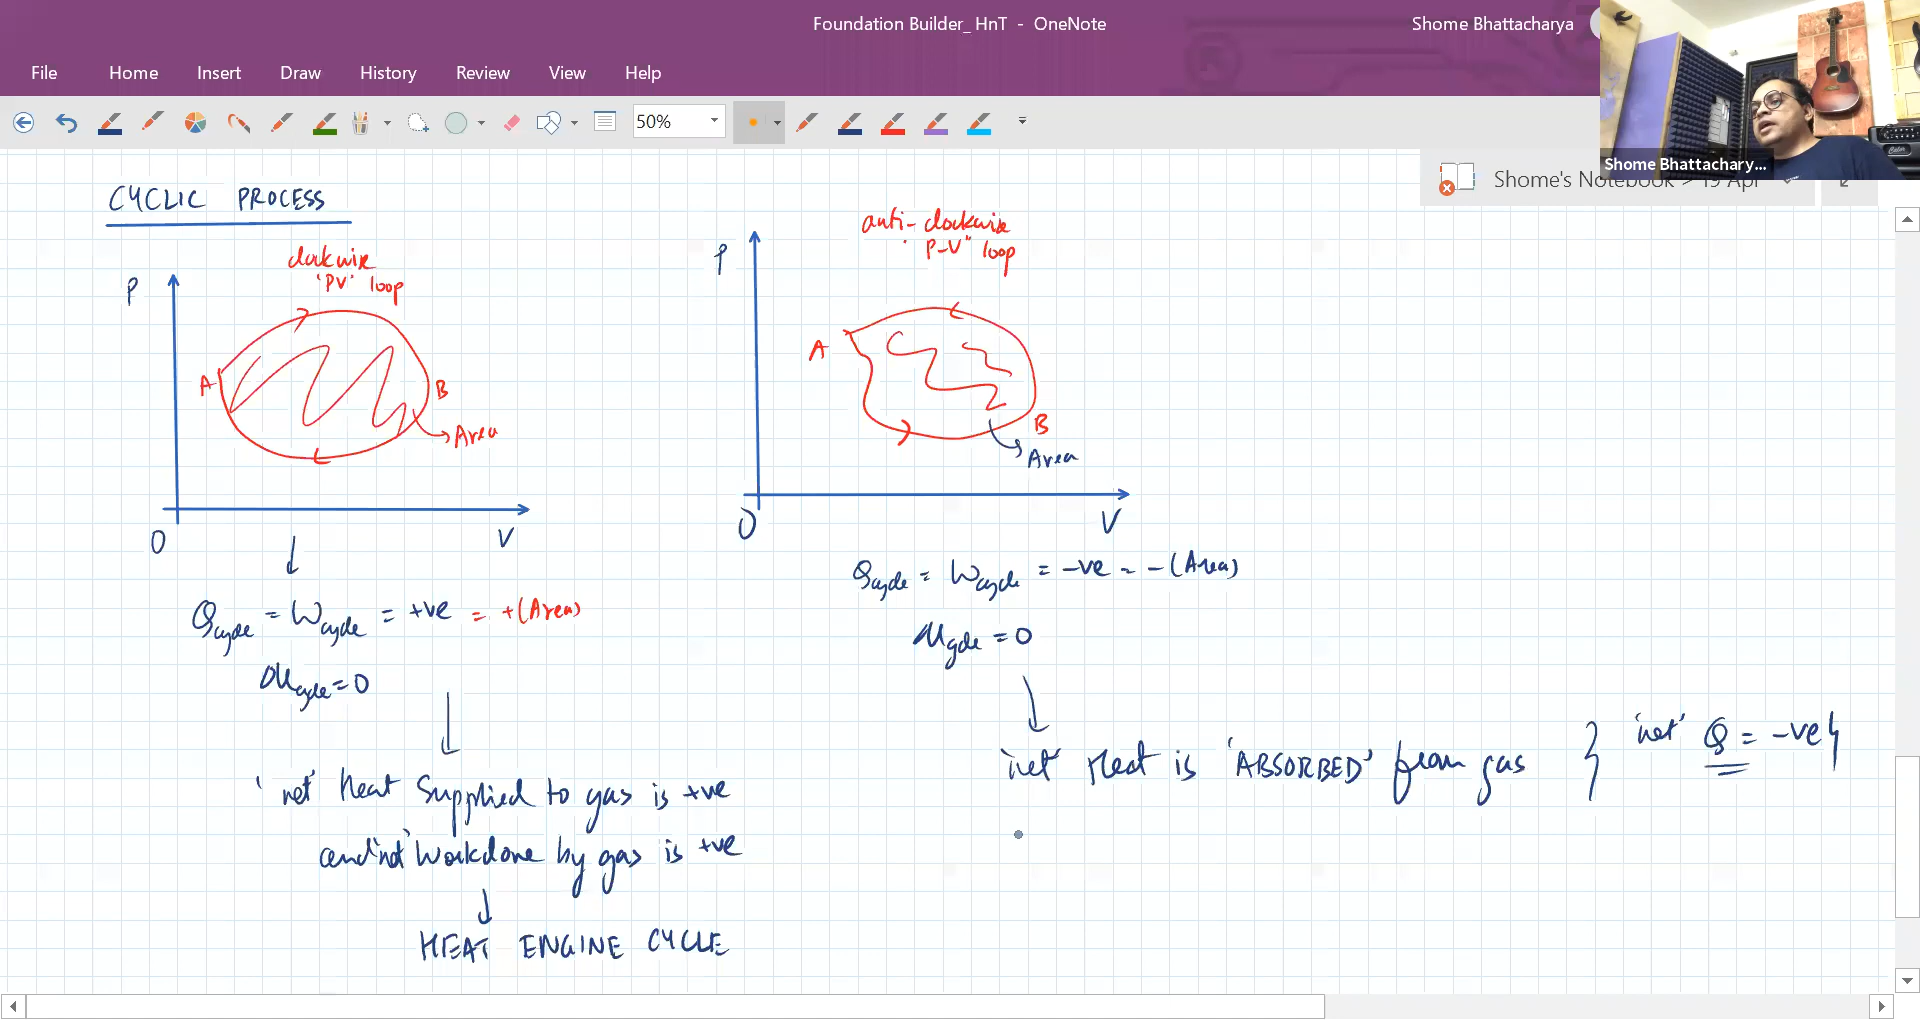 Foundation Builder_ HnT - OneNote
Shome Bhattacharya
File Home Insert Draw History Review View Help
50%
Shome Bhattachary...
Shome's Notebook > 19 Apr
CYCLIC PROCESS
clockwise
'PV' loop
P
A
B
Area
O
V
Qcycle = Wcycle = +ve = +(Area)
ΔUcycle = 0
'net' Heat Supplied to gas is +ve
and 'net' Workdone by gas is +ve
HEAT ENGINE CYCLE
anti-clockwise
"P-V" loop
P
A
B
Area
O
V
Qcycle = Wcycle = -ve = -(Area)
ΔUcycle = 0
'net' Heat is 'ABSORBED' from gas } 'net' Q = -ve }